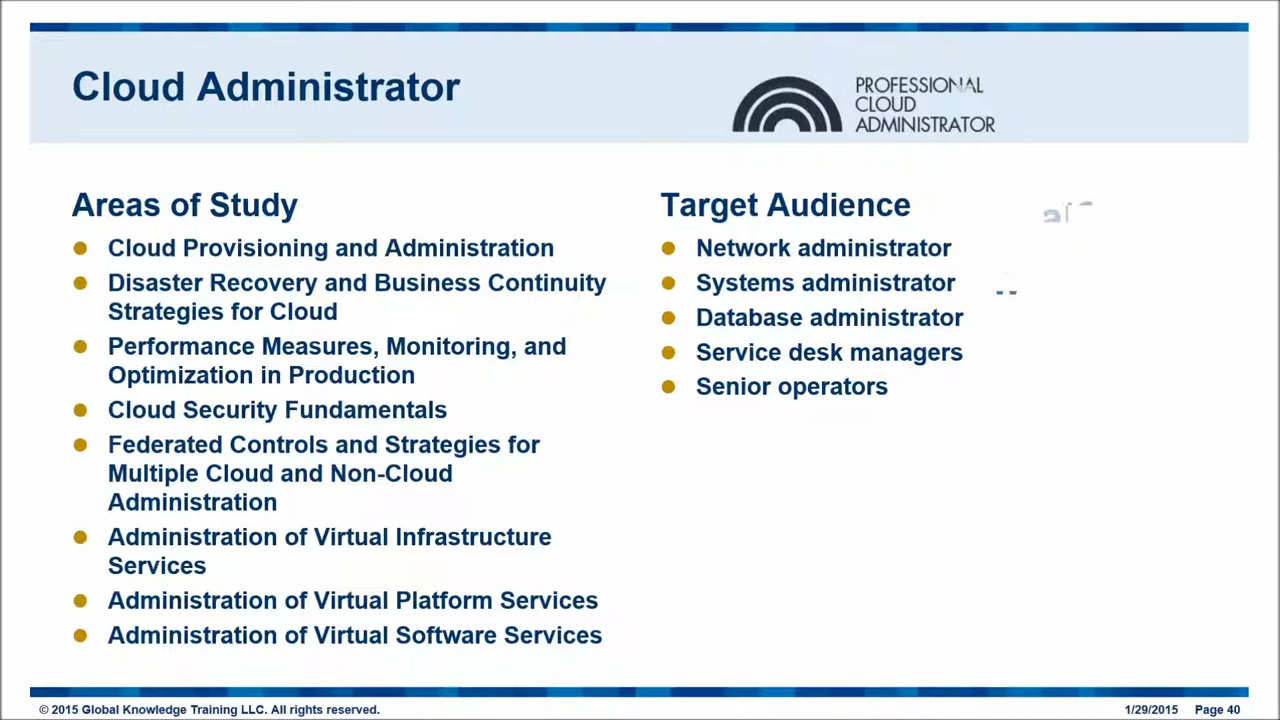 Cloud Administrator
PROFESSIONAL
CLOUD
ADMINISTRATOR
Areas of Study
Cloud Provisioning and Administration
Disaster Recovery and Business Continuity
Strategies for Cloud
Performance Measures, Monitoring, and
Optimization in Production
Cloud Security Fundamentals
Federated Controls and Strategies for
Multiple Cloud and Non-Cloud
Administration
Administration of Virtual Infrastructure
Services
Administration of Virtual Platform Services
Administration of Virtual Software Services
Target Audience
Network administrator
Systems administrator
Database administrator
Service desk managers
Senior operators
© 2015 Global Knowledge Training LLC. All rights reserved.
1/29/2015 Page 40